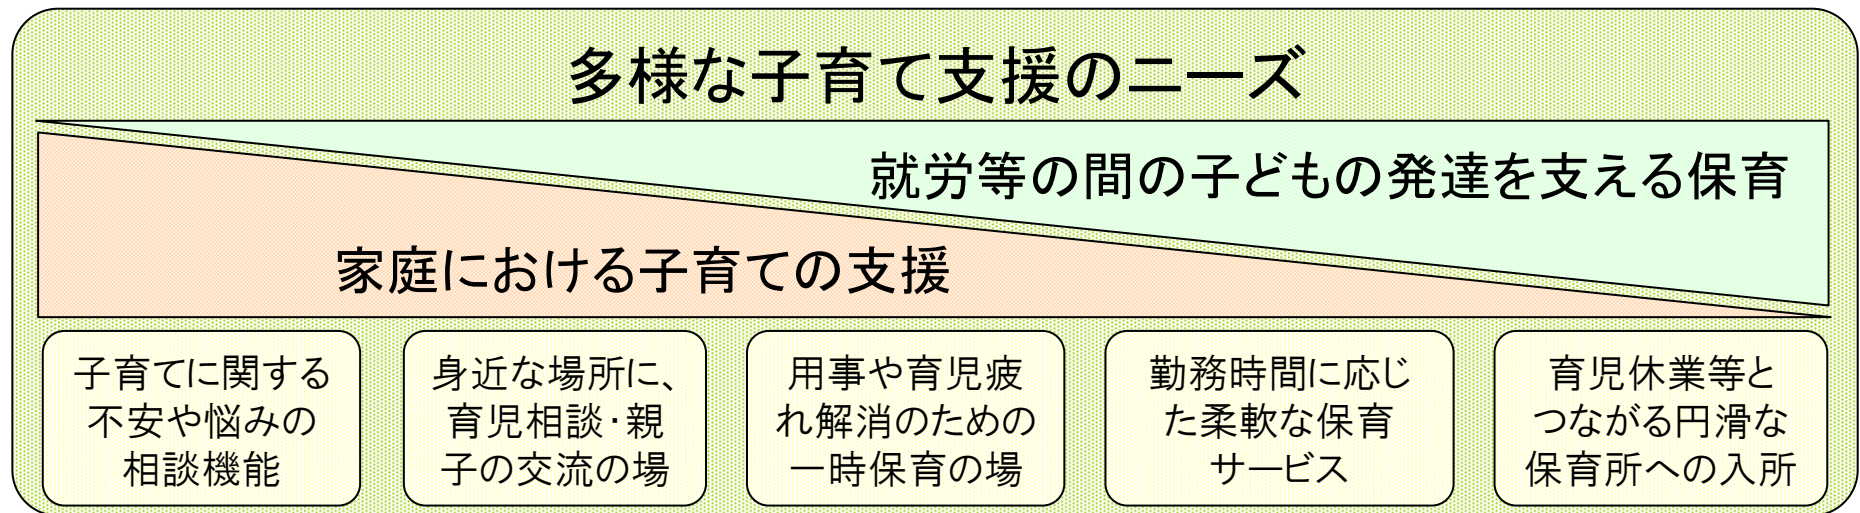 多様な子育て支援のニーズ
就労等の間の子どもの発達を支える保育
家庭における子育ての支援
子育てに関する
不安や悩みの
相談機能
身近な場所に、
育児相談・親
子の交流の場
用事や育児疲
れ解消のための
一時保育の場
勤務時間に応じ
た柔軟な保育
サービス
育児休業等と
つながる円滑な
保育所への入所